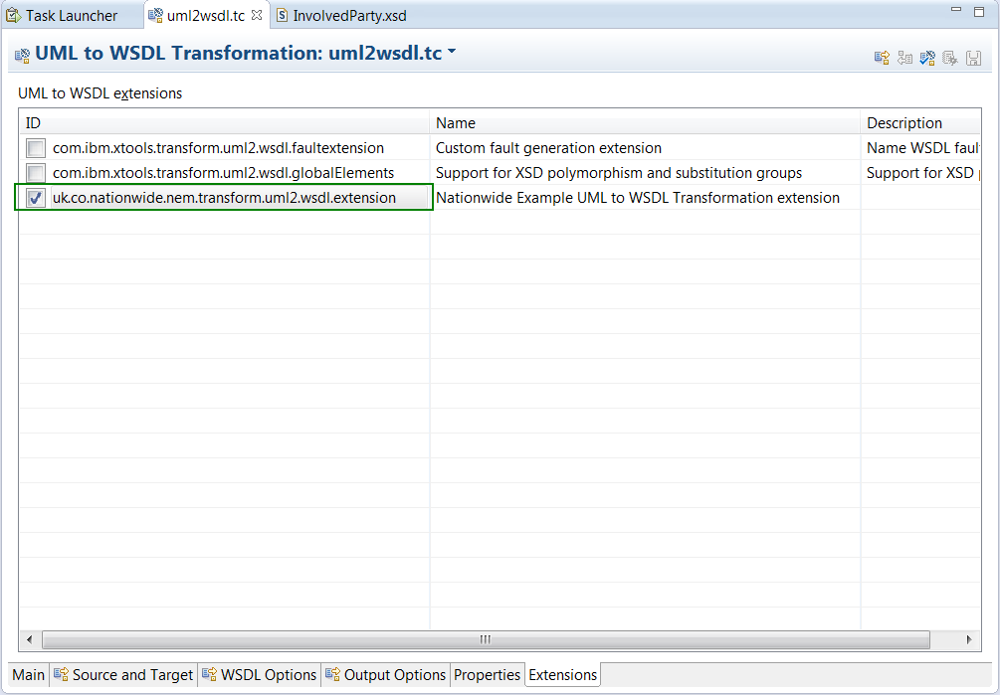 Task Launcher uml2wsdl.tc InvolvedParty.xsd
UML to WSDL Transformation: uml2wsdl.tc
UML to WSDL extensions
ID Name Description
com.ibm.xtools.transform.uml2.wsdl.faultextension Custom fault generation extension Name WSDL faul
com.ibm.xtools.transform.uml2.wsdl.globalElements Support for XSD polymorphism and substitution groups Support for XSD
uk.co.nationwide.nem.transform.uml2.wsdl.extension Nationwide Example UML to WSDL Transformation extension
Main Source and Target WSDL Options Output Options Properties Extensions